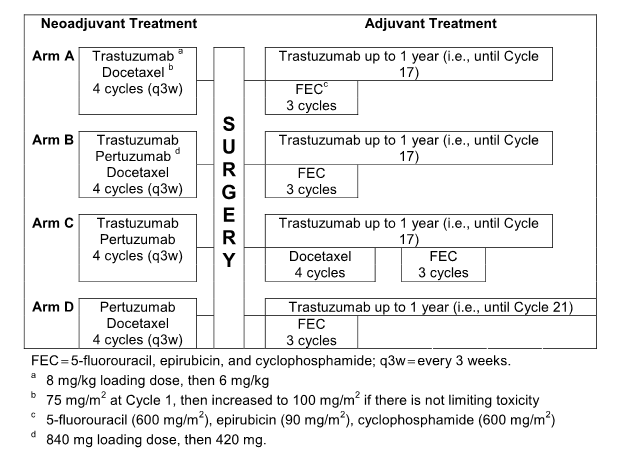 Neoadjuvant Treatment
Adjuvant Treatment
Arm A
Trastuzumab a
Docetaxel b
4 cycles (q3w)
Trastuzumab up to 1 year (i.e., until Cycle
17)
FECc
3 cycles
Arm B
Trastuzumab
Pertuzumab d
Docetaxel
4 cycles (q3w)
Trastuzumab up to 1 year (i.e., until Cycle
17)
FEC
3 cycles
Arm C
Trastuzumab
Pertuzumab
4 cycles (q3w)
Trastuzumab up to 1 year (i.e., until Cycle
17)
Docetaxel
4 cycles
FEC
3 cycles
Arm D
Pertuzumab
Docetaxel
4 cycles (q3w)
Trastuzumab up to 1 year (i.e., until Cycle 21)
FEC
3 cycles
SURGERY
FEC=5-fluorouracil, epirubicin, and cyclophosphamide; q3w=every 3 weeks.
a 8 mg/kg loading dose, then 6 mg/kg
b 75 mg/m2 at Cycle 1, then increased to 100 mg/m2 if there is not limiting toxicity
c 5-fluorouracil (600 mg/m2), epirubicin (90 mg/m2), cyclophosphamide (600 mg/m2)
d 840 mg loading dose, then 420 mg.